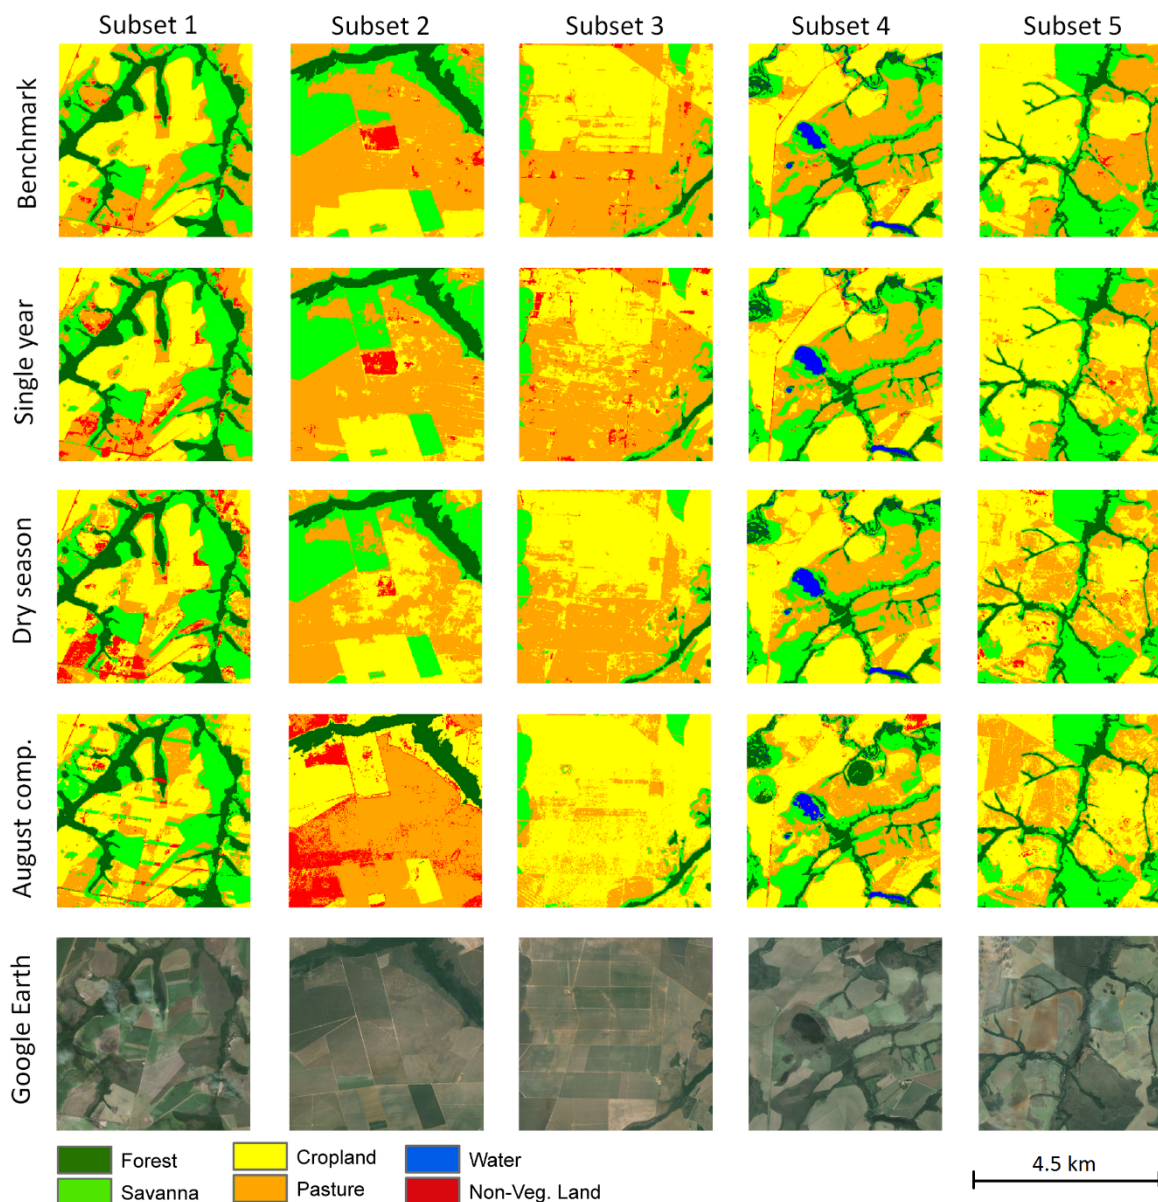 Subset 1 Subset 2 Subset 3 Subset 4 Subset 5
Benchmark
Single year
Dry season
August comp.
Google Earth
Forest Cropland Water 4.5 km
Savanna Pasture Non-Veg. Land